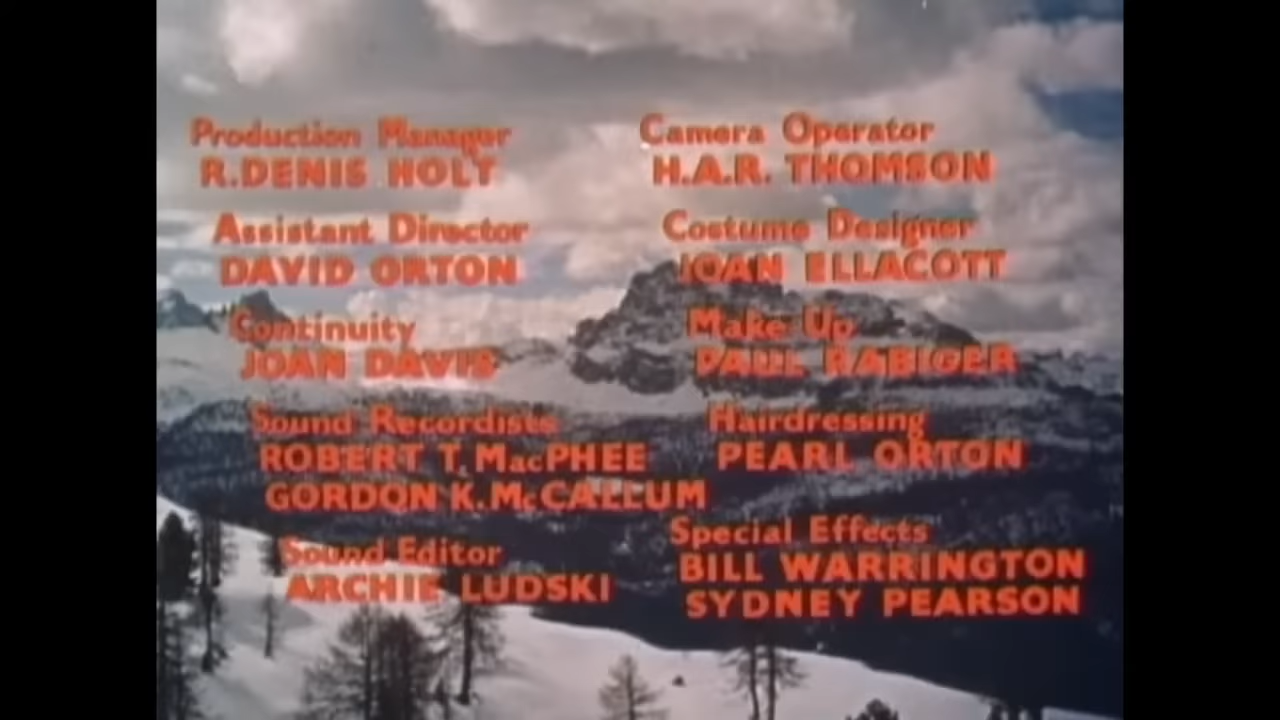 Production Manager
R.DENIS HOLT
Assistant Director
DAVID ORTON
Continuity
JOAN DAVIS
Sound Recordists
ROBERT T. MacPHEE
GORDON K. McCALLUM
Sound Editor
ARCHIE LUDSKI
Camera Operator
H.A.R. THOMSON
Costume Designer
JOAN ELLACOTT
Make Up
PAUL RABIGER
Hairdressing
PEARL ORTON
Special Effects
BILL WARRINGTON
SYDNEY PEARSON